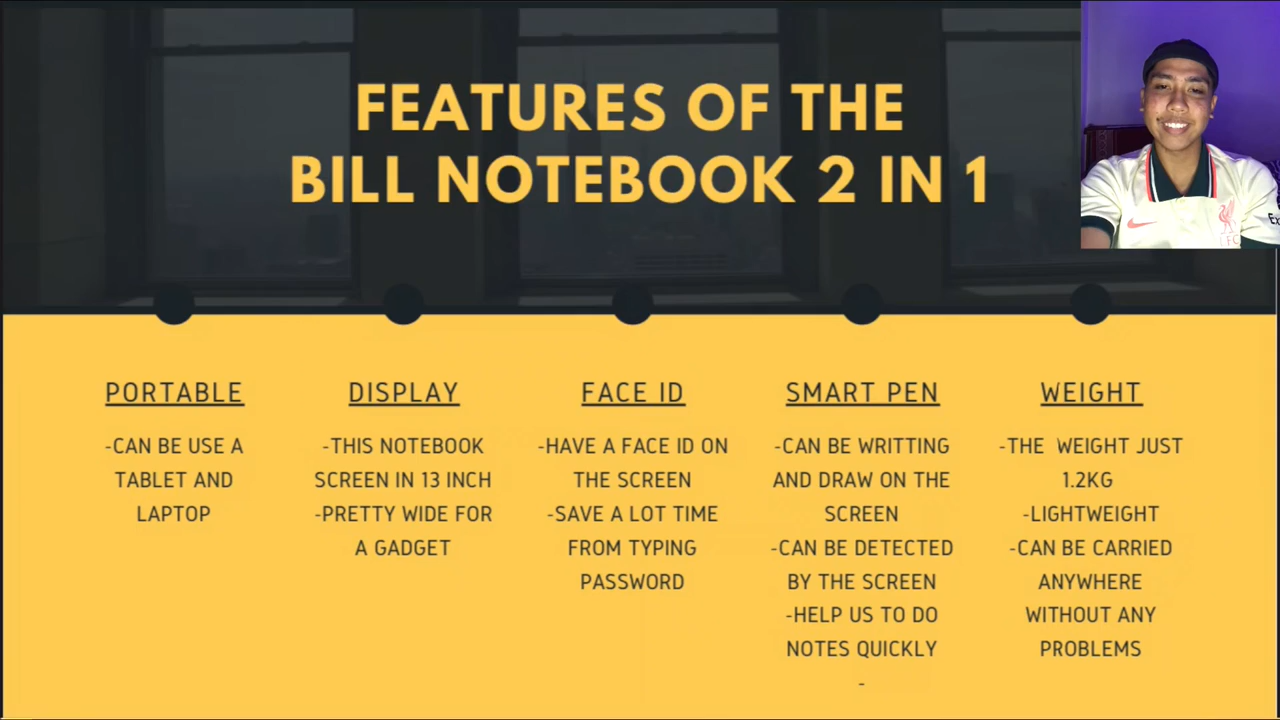 FEATURES OF THE
BILL NOTEBOOK 2 IN 1
PORTABLE
-CAN BE USE A
TABLET AND
LAPTOP
DISPLAY
-THIS NOTEBOOK
SCREEN IN 13 INCH
-PRETTY WIDE FOR
A GADGET
FACE ID
-HAVE A FACE ID ON
THE SCREEN
-SAVE A LOT TIME
FROM TYPING
PASSWORD
SMART PEN
-CAN BE WRITTING
AND DRAW ON THE
SCREEN
-CAN BE DETECTED
BY THE SCREEN
-HELP US TO DO
NOTES QUICKLY
-
WEIGHT
-THE WEIGHT JUST
1.2KG
-LIGHTWEIGHT
-CAN BE CARRIED
ANYWHERE
WITHOUT ANY
PROBLEMS